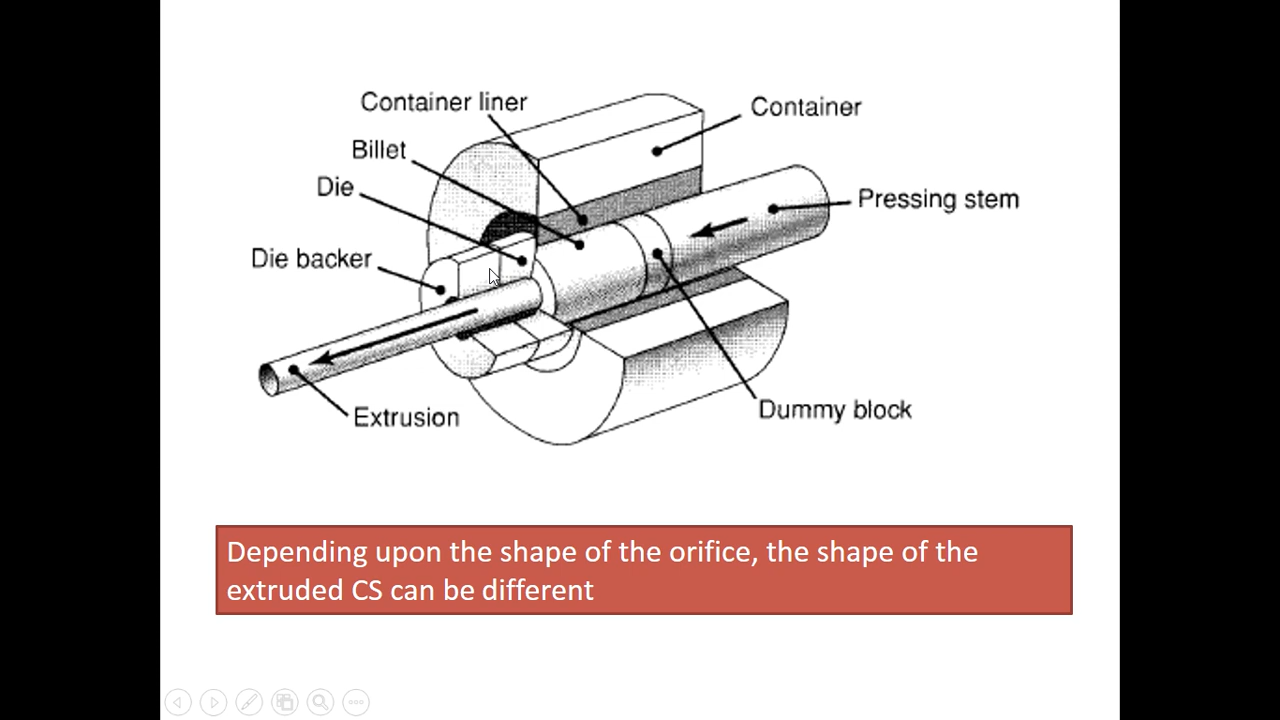 Container liner
Container
Billet
Die
Pressing stem
Die backer
Extrusion
Dummy block
Depending upon the shape of the orifice, the shape of the
extruded CS can be different